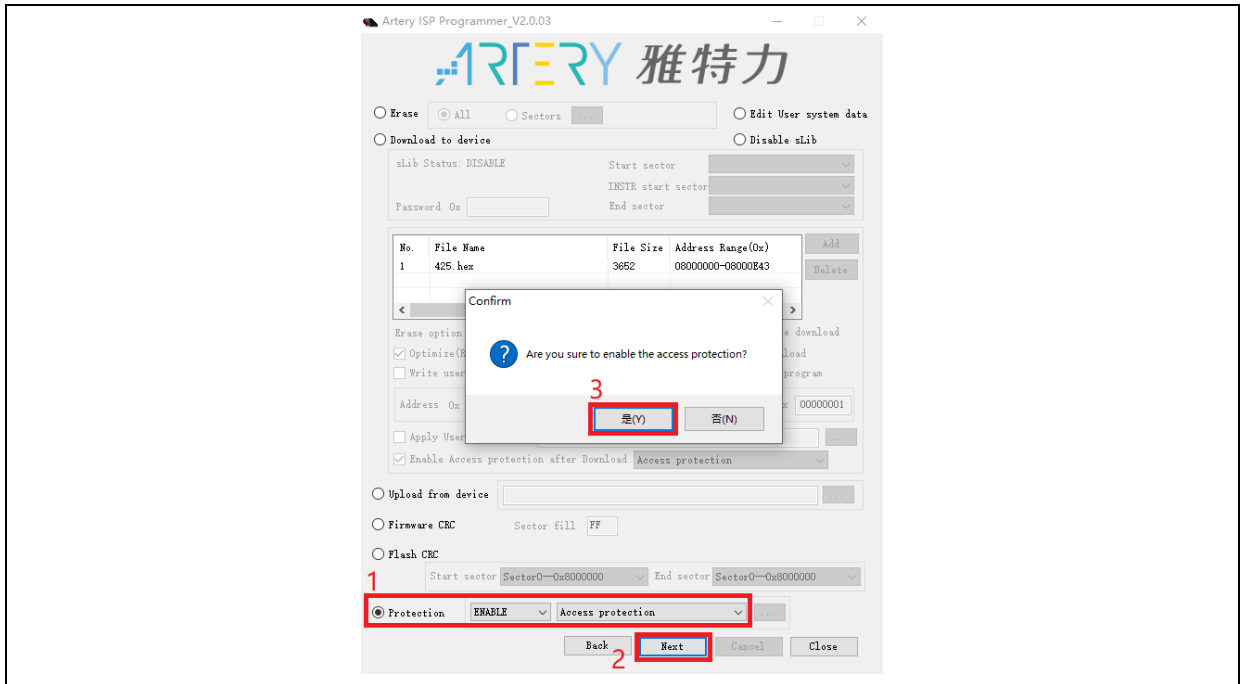 Artery ISP Programmer_V2.0.03
ARTERY 雅特力
Erase All Sectors ... Edit User system data
Download to device Disable sLib
sLib Status: DISABLE Start sector
INSTR start sector
Password 0x End sector
No. File Name File Size Address Range(0x) Add
1 425.hex 3652 08000000-08000E43 Delete
Confirm
Erase option e download
Are you sure to enable the access protection?
Optimize(R load
Write user program
3
Address 0x x 00000001
是(Y) 否(N)
Apply User ...
Enable Access protection after Download Access protection
Upload from device ...
Firmware CRC Sector fill FF
Flash CRC
1
Start sector Sector0—0x8000000 End sector Sector0—0x8000000
Protection ENABLE Access protection ...
Back Next Cancel Close
2